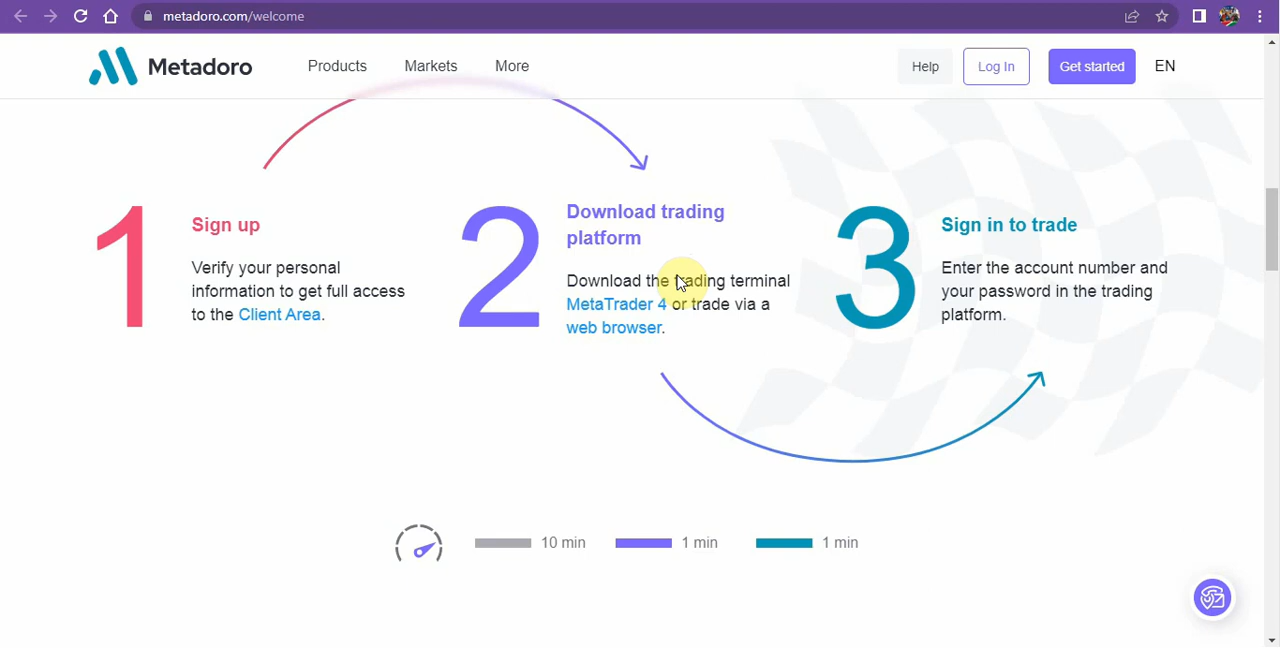 metadoro.com/welcome
Metadoro
Products
Markets
More
Help
Log In
Get started
EN
1
Sign up
Verify your personal
information to get full access
to the Client Area.
2
Download trading
platform
Download the trading terminal
MetaTrader 4 or trade via a
web browser.
3
Sign in to trade
Enter the account number and
your password in the trading
platform.
10 min
1 min
1 min